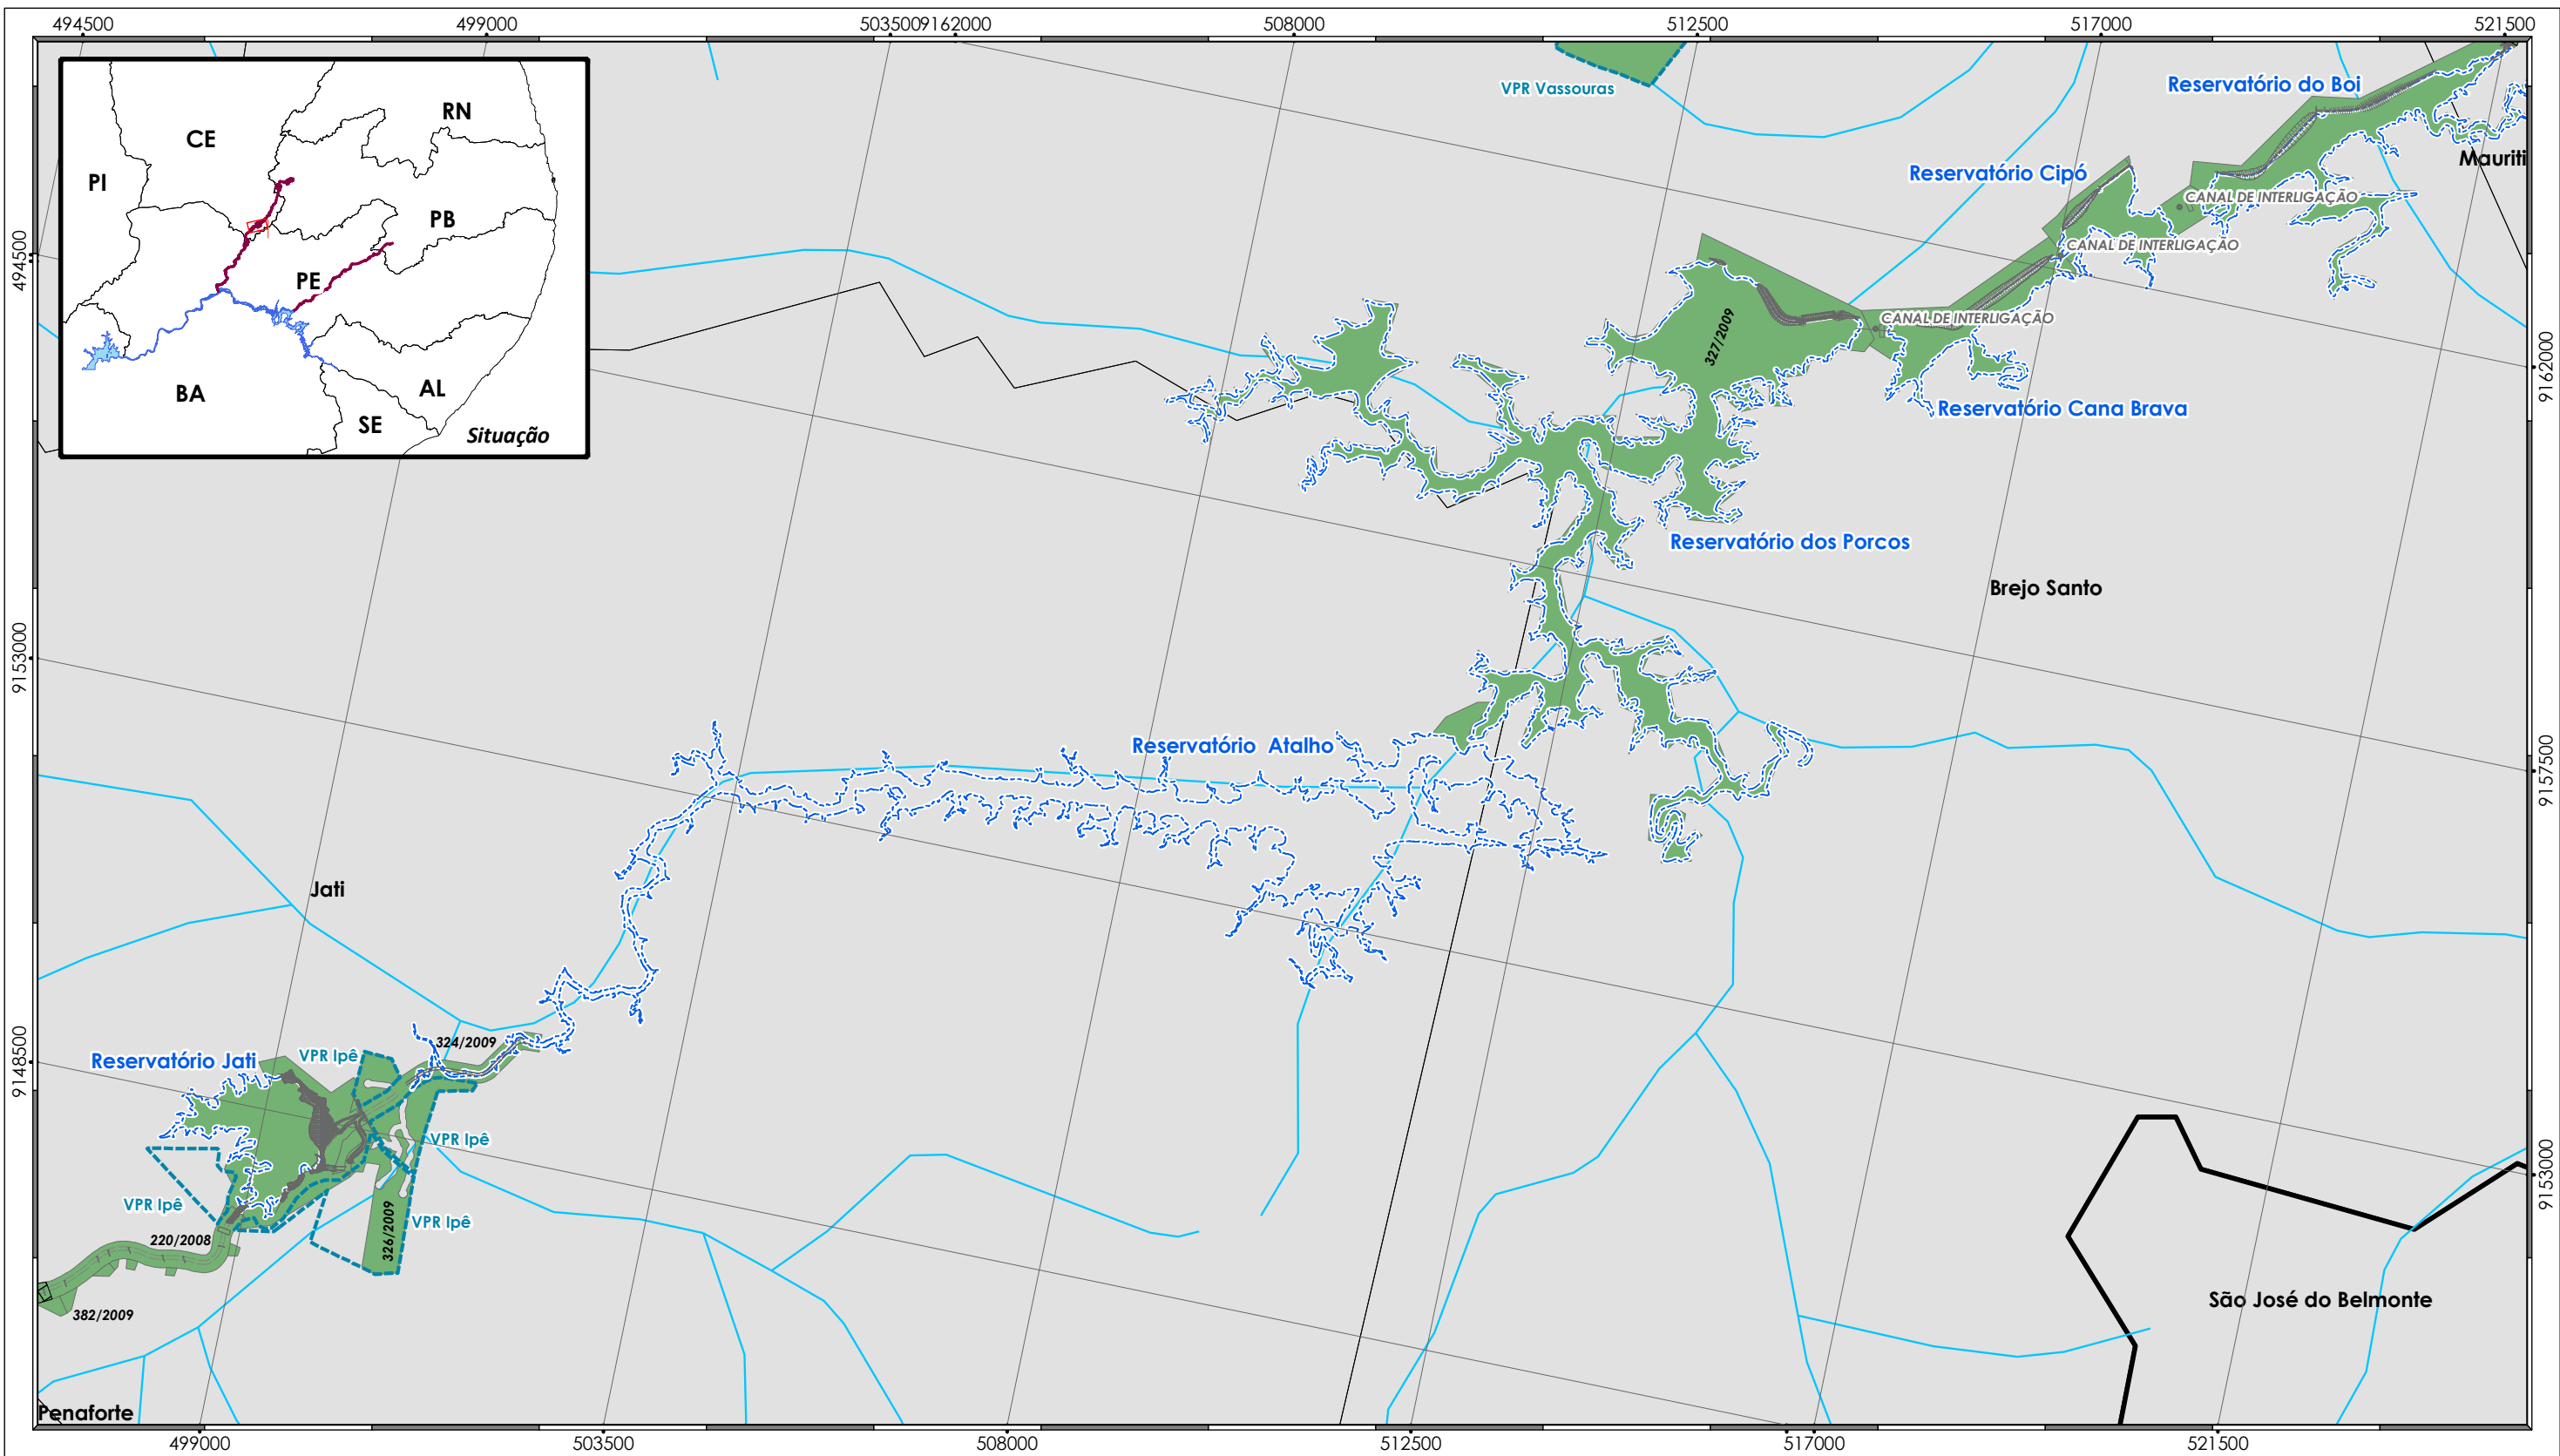 494500
499000
503500
9162000
508000
512500
517000
521500
RN
CE
PI
PB
PE
BA
AL
SE
Situação
VPR Vassouras
Reservatório do Boi
Mauriti
Reservatório Cipó
CANAL DE INTERLIGAÇÃO
CANAL DE INTERLIGAÇÃO
CANAL DE INTERLIGAÇÃO
327/2009
Reservatório Cana Brava
Reservatório dos Porcos
Brejo Santo
494500
9162000
9153000
9157500
Reservatório Atalho
Jati
9148500
324/2009
VPR Ipê
Reservatório Jati
VPR Ipê
VPR Ipê
VPR Ipê
326/2009
220/2008
382/2009
9153000
São José do Belmonte
Penaforte
499000
503500
508000
512500
517000
521500